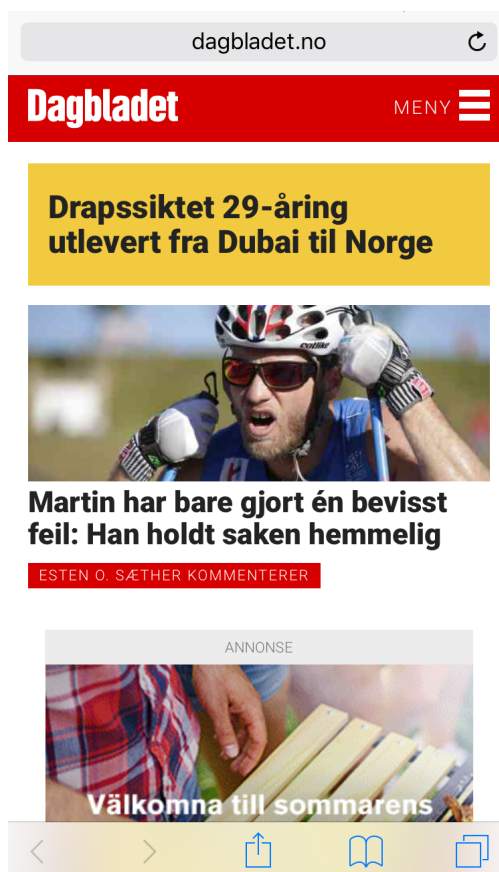 dagbladet.no
Dagbladet
MENY
Drapssiktet 29-åring
utlevert fra Dubai til Norge
catlike
Martin har bare gjort én bevisst
feil: Han holdt saken hemmelig
ESTEN O. SÆTHER KOMMENTERER
ANNONSE
Välkomna till sommarens